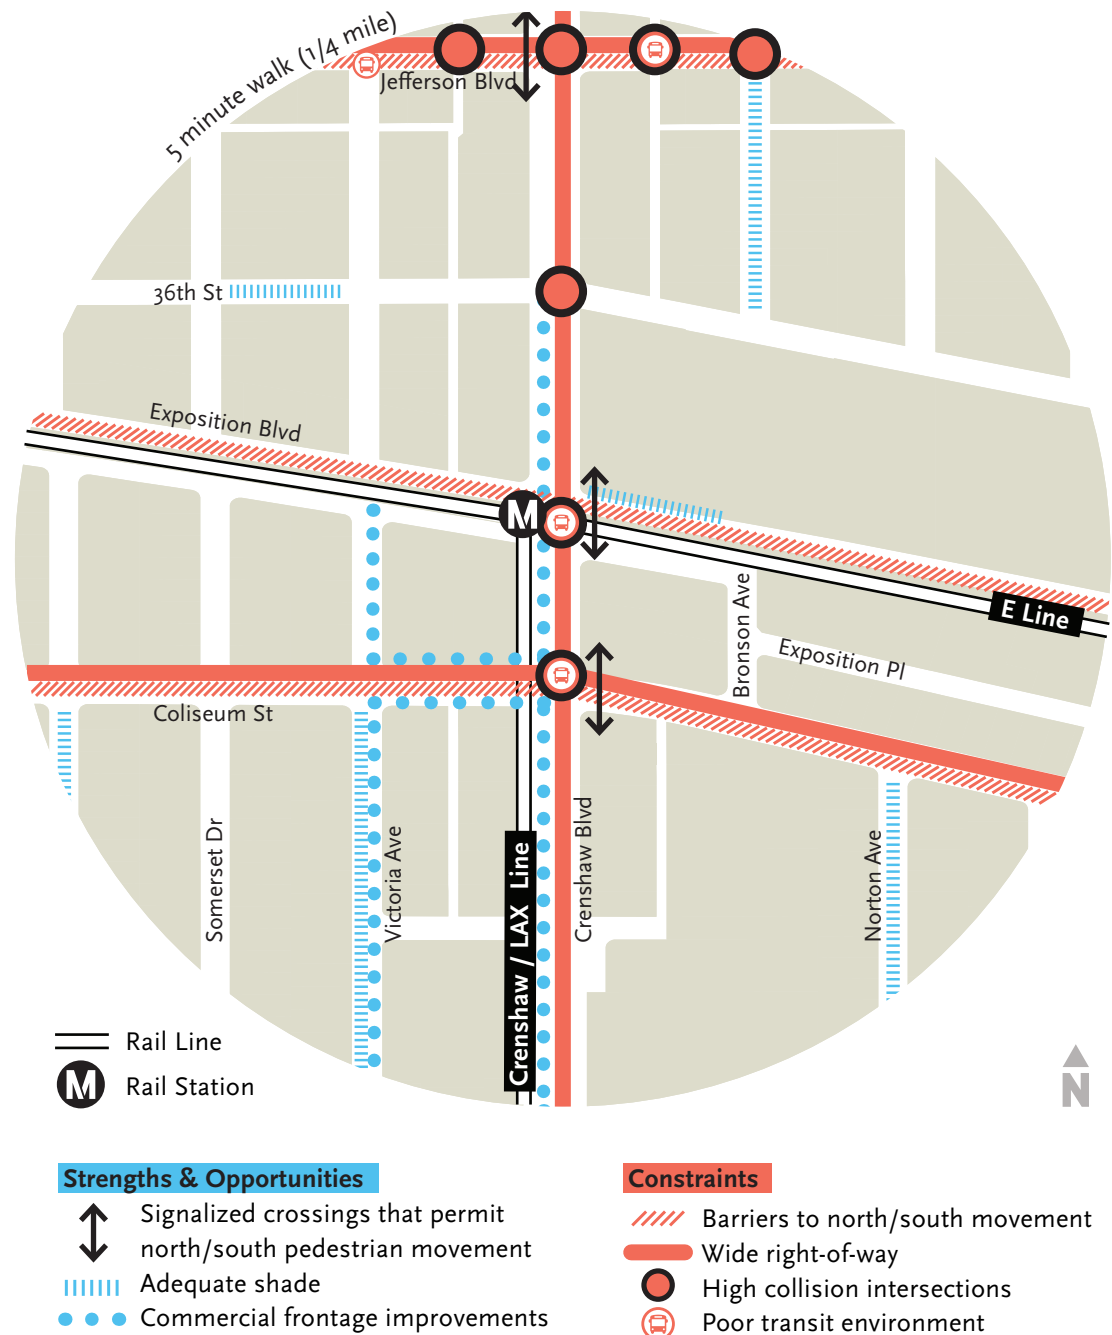 5 minute walk (1/4 mile)
Jefferson Blvd
36th St
Exposition Blvd
M
E Line
Bronson Ave
Exposition Pl
Coliseum St
Somerset Dr
Victoria Ave
Crenshaw / LAX Line
Crenshaw Blvd
Norton Ave
Rail Line
M
Rail Station
N
Strengths & Opportunities
Signalized crossings that permit
north/south pedestrian movement
Adequate shade
Commercial frontage improvements
Constraints
Barriers to north/south movement
Wide right-of-way
High collision intersections
Poor transit environment